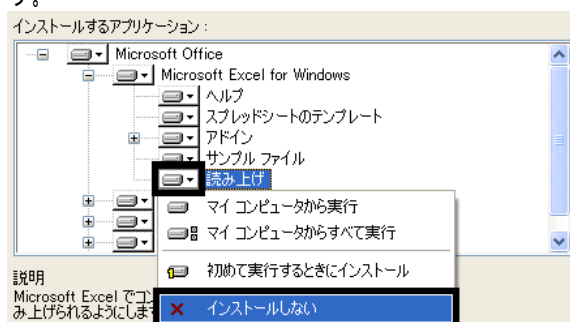 す。
インストールするアプリケーション：
Microsoft Office
Microsoft Excel for Windows
ヘルプ
スプレッドシートのテンプレート
アドイン
サンプル ファイル
読み上げ
マイ コンピュータから実行
マイ コンピュータからすべて実行
初めて実行するときにインストール
インストールしない
説明
Microsoft Excel でコン
み上げられるようにしま